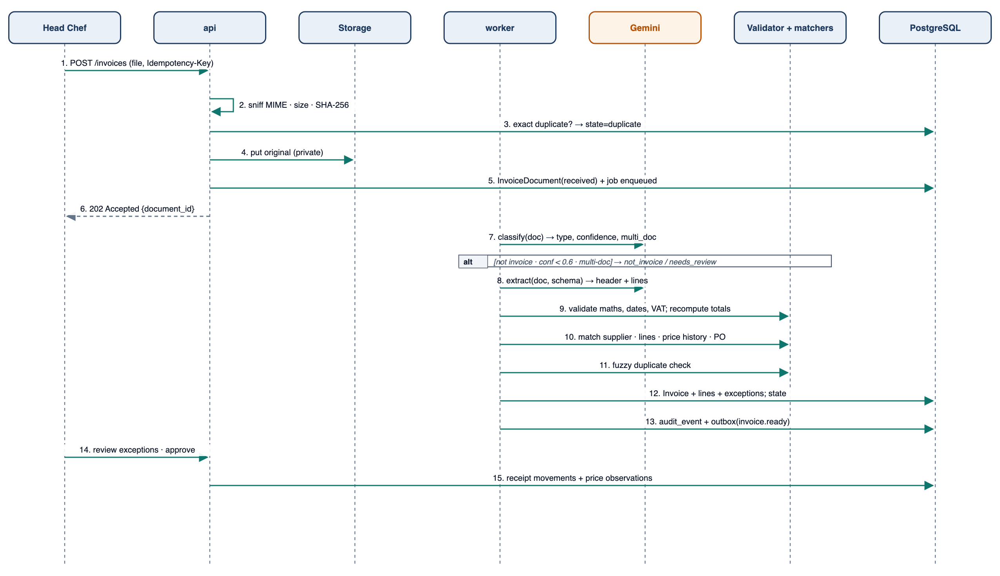 Head Chef
api
Storage
worker
Gemini
Validator + matchers
PostgreSQL
1. POST /invoices (file, Idempotency-Key)
2. sniff MIME · size · SHA-256
3. exact duplicate? → state=duplicate
4. put original (private)
5. InvoiceDocument(received) + job enqueued
6. 202 Accepted {document_id}
7. classify(doc) → type, confidence, multi_doc
alt
[not invoice · conf < 0.6 · multi-doc] → not_invoice / needs_review
8. extract(doc, schema) → header + lines
9. validate maths, dates, VAT; recompute totals
10. match supplier · lines · price history · PO
11. fuzzy duplicate check
12. Invoice + lines + exceptions; state
13. audit_event + outbox(invoice.ready)
14. review exceptions · approve
15. receipt movements + price observations